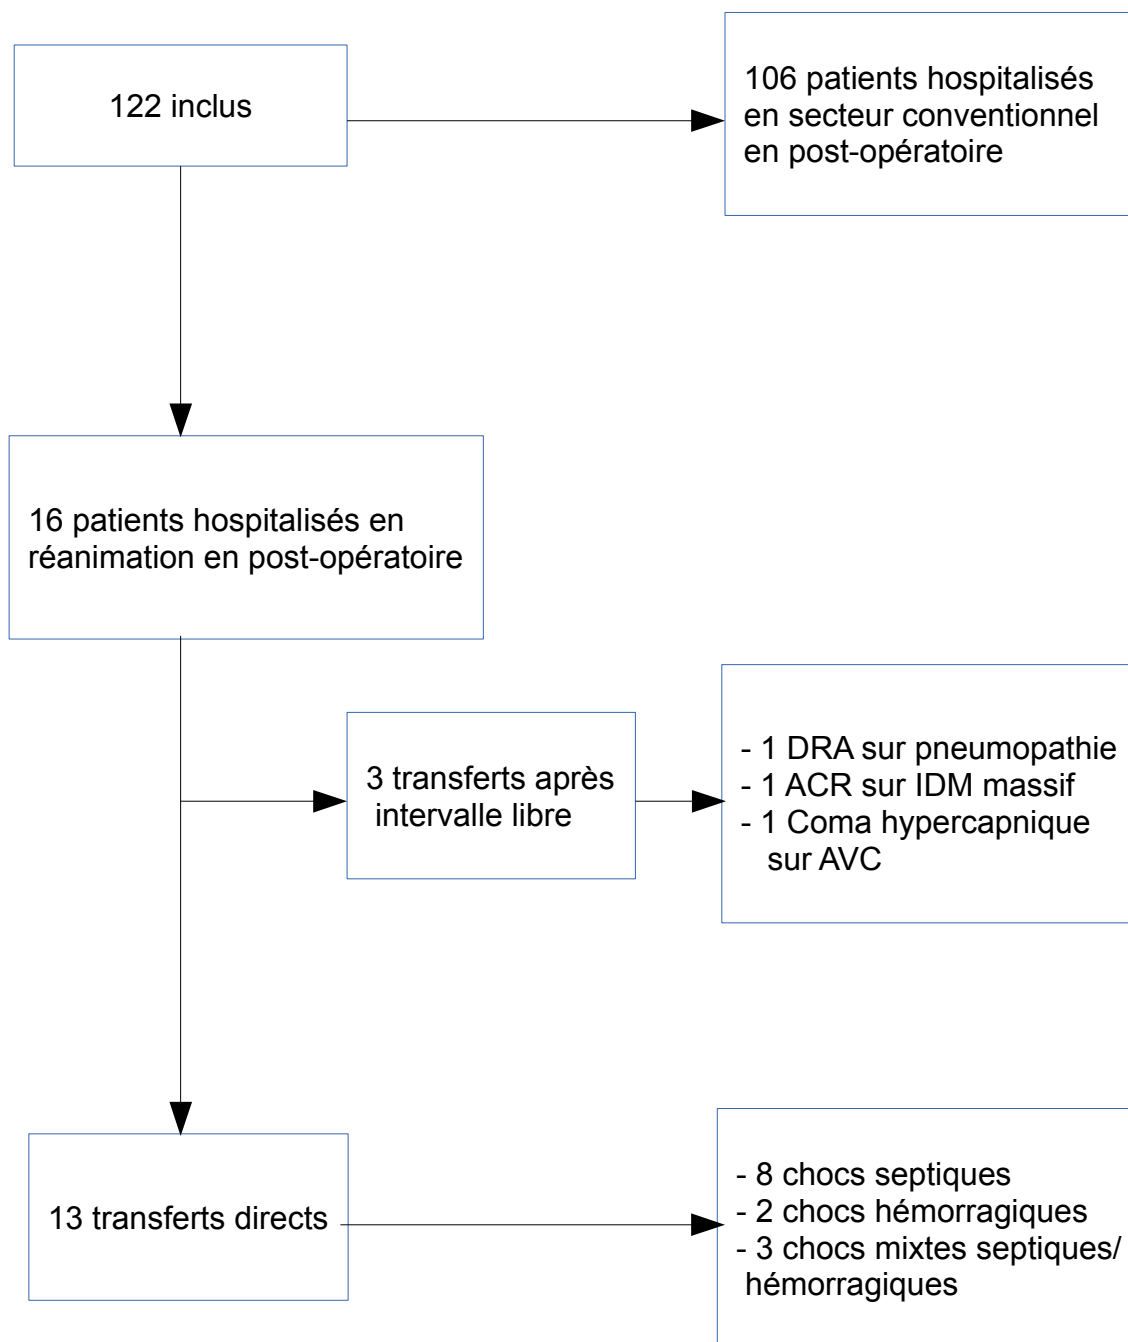 122 inclus
106 patients hospitalisés
en secteur conventionnel
en post-opératoire
16 patients hospitalisés en
réanimation en post-opératoire
3 transferts après
intervalle libre
- 1 DRA sur pneumopathie
- 1 ACR sur IDM massif
- 1 Coma hypercapnique
sur AVC
13 transferts directs
- 8 chocs septiques
- 2 chocs hémorragiques
- 3 chocs mixtes septiques/
hémorragiques